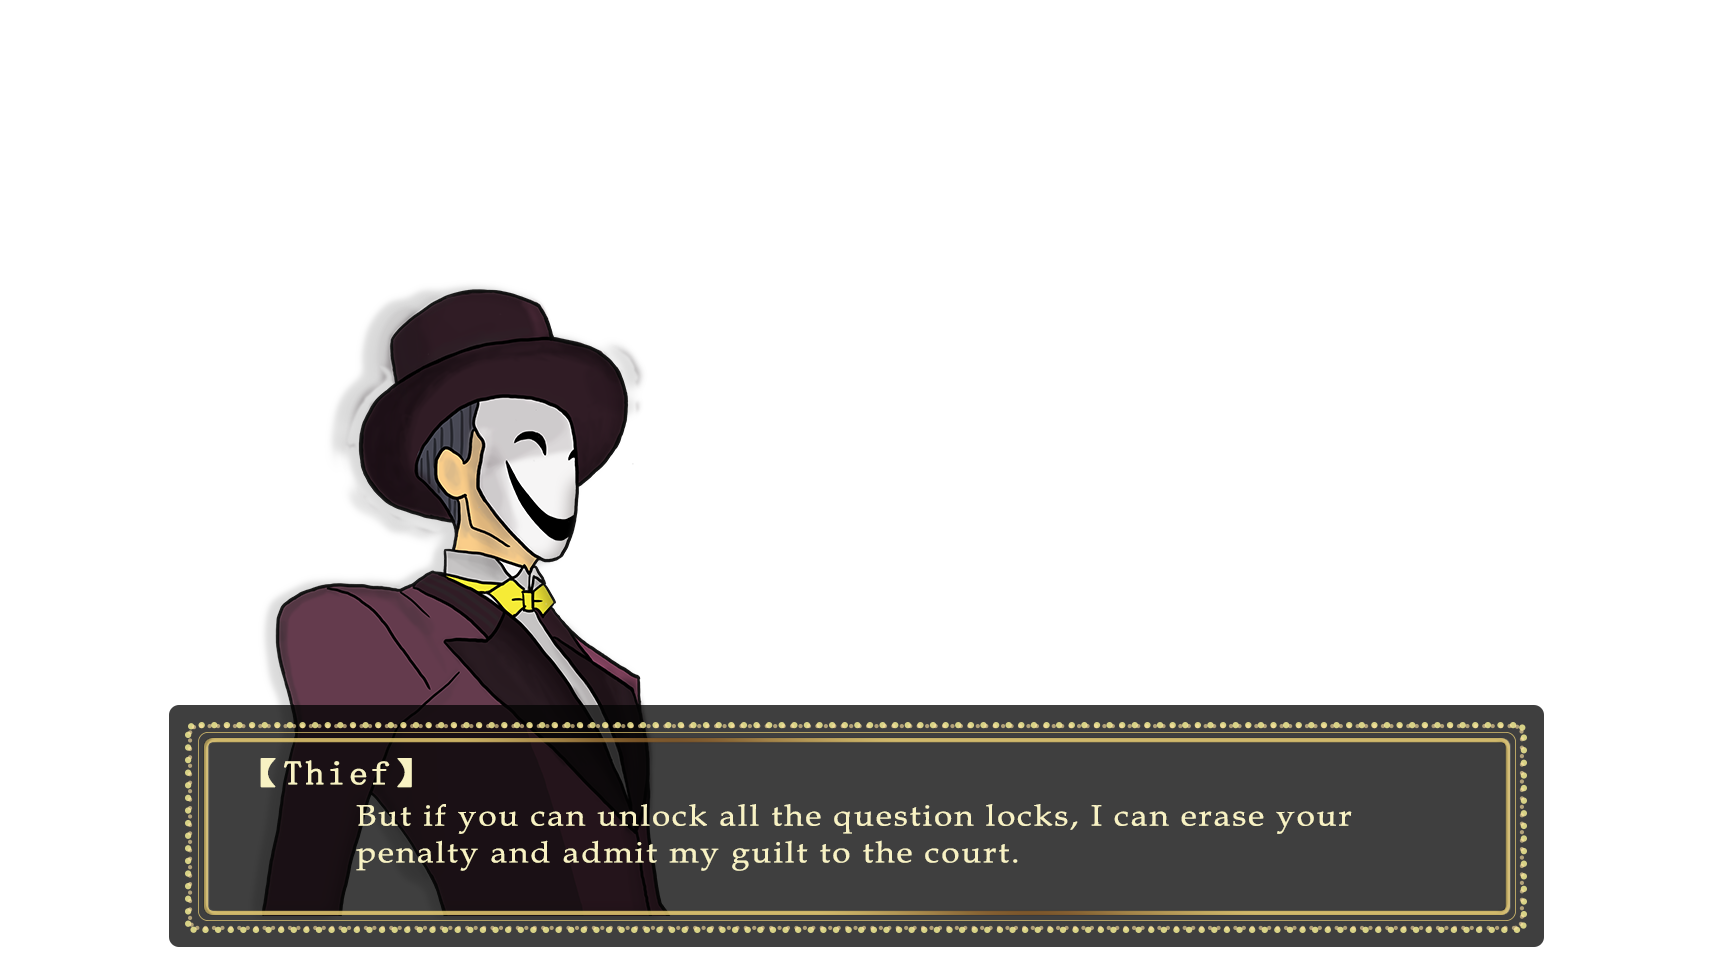 【Thief】
But if you can unlock all the question locks, I can erase your
penalty and admit my guilt to the court.